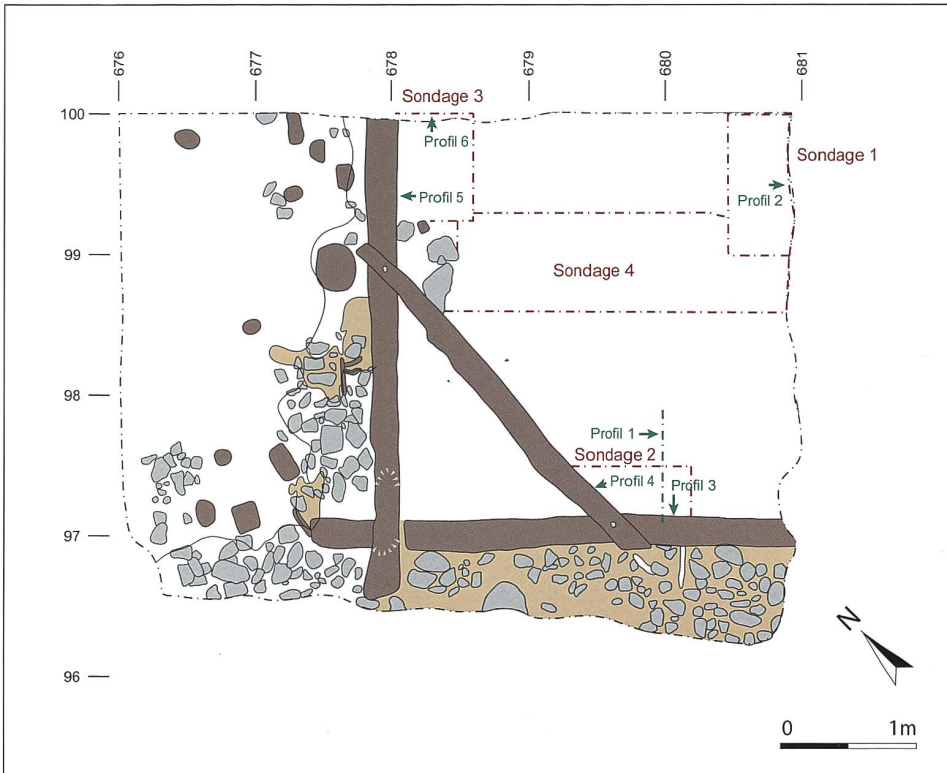 676 677 678 679 680 681
Sondage 3
100
Profil 6
Sondage 1
Profil 5
Profil 2
99
Sondage 4
98
Profil 1
Sondage 2
Profil 4
Profil 3
97
N
96
0 1m